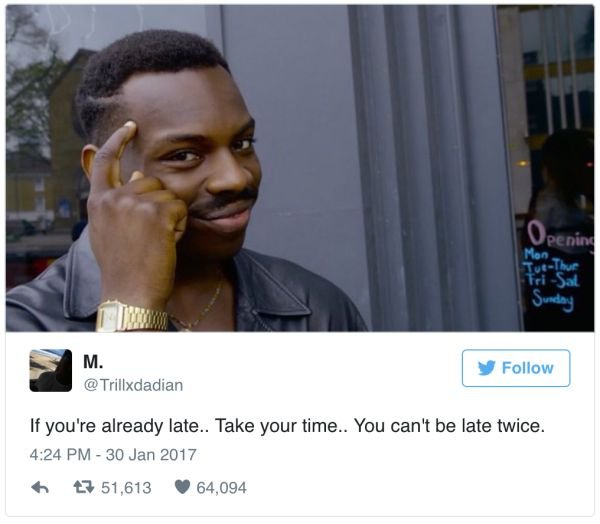 Opening
Mon
Tue-Thur
Fri-Sat
Sunday
M.
@Trillxdadian
Follow
If you're already late.. Take your time.. You can't be late twice.
4:24 PM - 30 Jan 2017
51,613 64,094